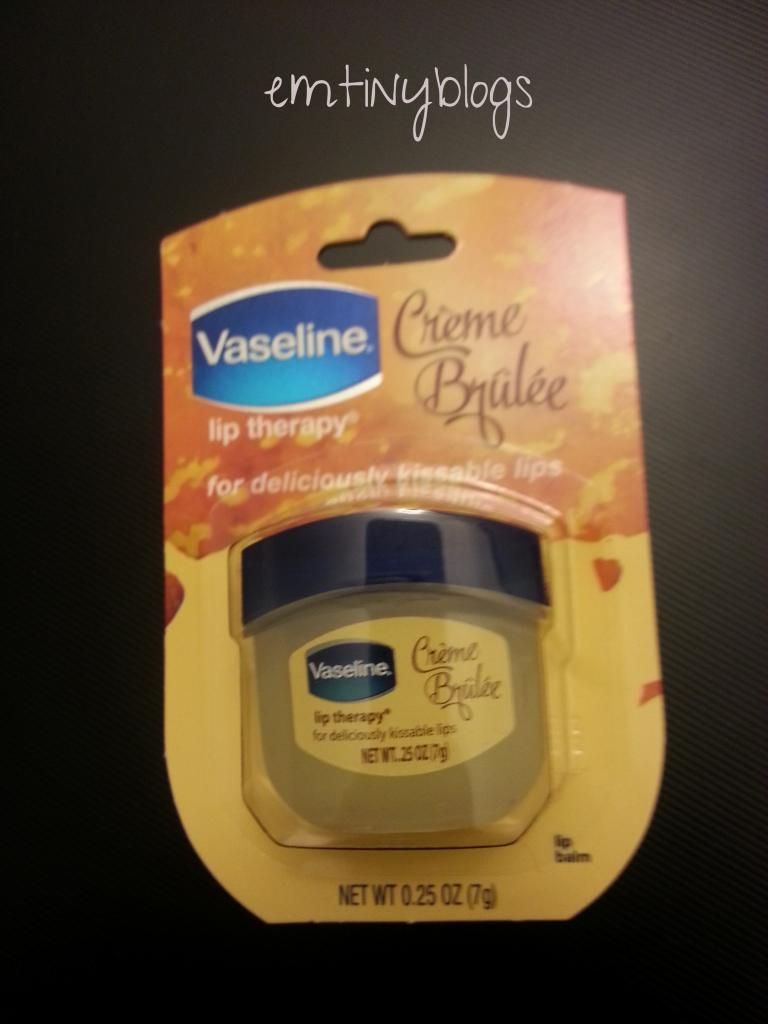 emtinyblogs
Vaseline.
Crème
Brûlée
lip therapy®
for deliciously kissable lips
Vaseline.
Crème
Brûlée
lip therapy®
for deliciously kissable lips
NET WT. .25 OZ (7g)
lip
balm
NET WT 0.25 OZ (7g)